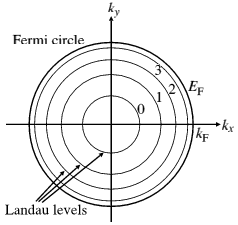 k_y
Fermi circle
3
E_F
2
1
0
k_F
k_x
Landau levels